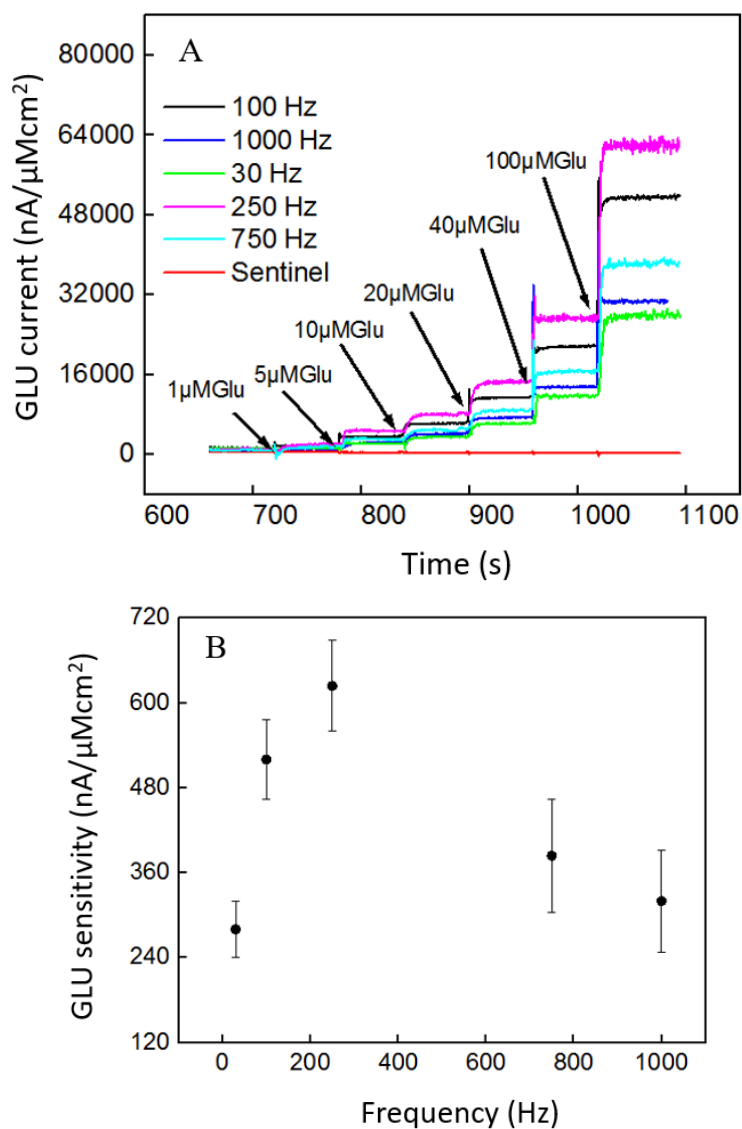 A
GLU current (nA/µMcm²)
80000
64000
48000
32000
16000
0
100 Hz
1000 Hz
30 Hz
250 Hz
750 Hz
Sentinel
1µMGlu
5µMGlu
10µMGlu
20µMGlu
40µMGlu
100µMGlu
600 700 800 900 1000 1100
Time (s)
B
GLU sensitivity (nA/µMcm²)
720
600
480
360
240
120
0 200 400 600 800 1000
Frequency (Hz)